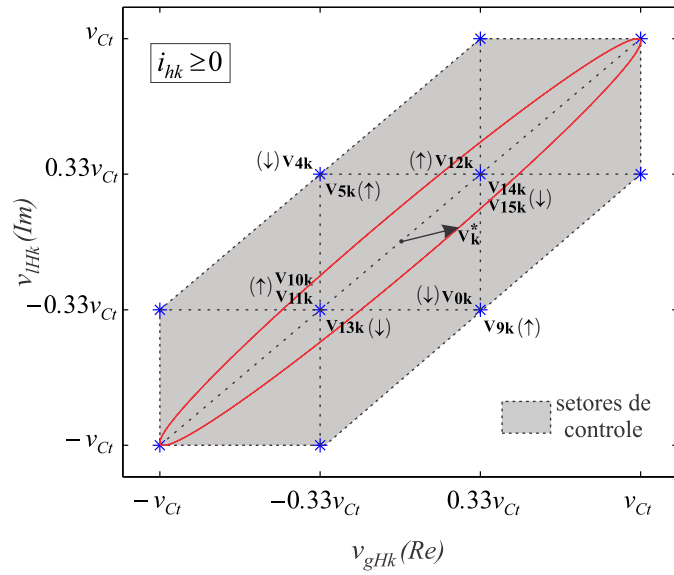 v_Ct
i_hk ≥0
0.33v_Ct
(↓) V4k
V5k(↑)
(↑) V12k
V14k
V15k(↓)
V*k
v_lHk(Im)
−0.33v_Ct
(↑) V10k
V11k
V13k(↓)
(↓) V0k
V9k(↑)
setores de
controle
−v_Ct
−v_Ct
−0.33v_Ct
0.33v_Ct
v_Ct
v_gHk(Re)